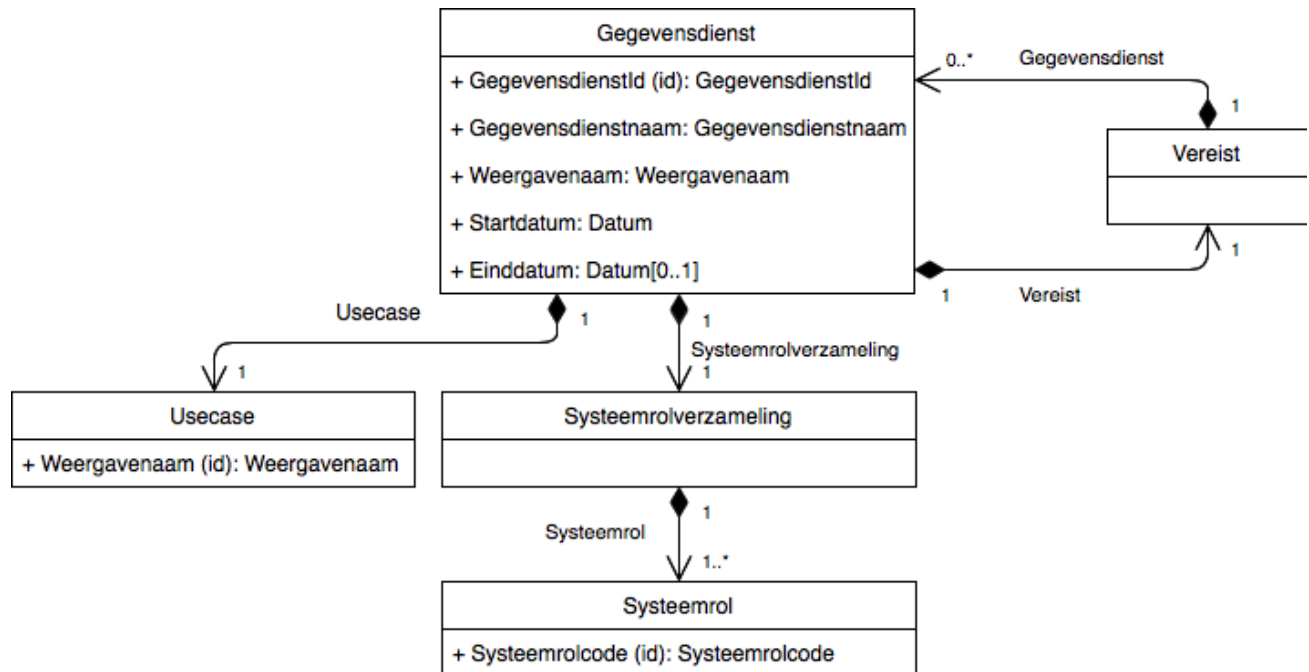 Gegevensdienst
+ GegevensdienstId (id): GegevensdienstId
+ Gegevensdienstnaam: Gegevensdienstnaam
+ Weergavenaam: Weergavenaam
+ Startdatum: Datum
+ Einddatum: Datum[0..1]
0..*
Gegevensdienst
1
Vereist
1
1
Vereist
Usecase
1
1
Systeemrolverzameling
1
1
Usecase
+ Weergavenaam (id): Weergavenaam
Systeemrolverzameling
1
Systeemrol
1..*
Systeemrol
+ Systeemrolcode (id): Systeemrolcode